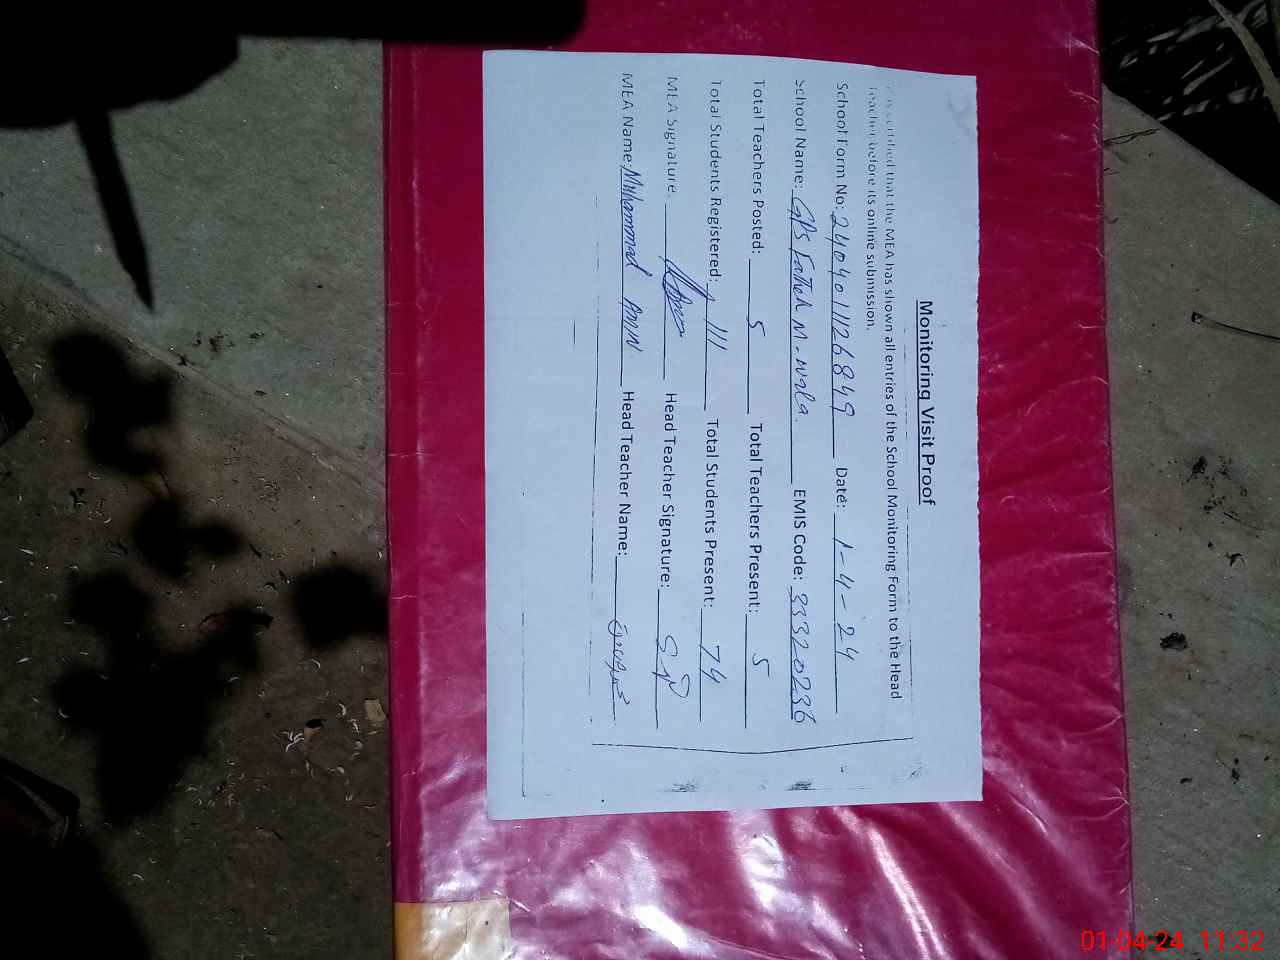 Monitoring Visit Proof
certified that the MEA has shown all entries of the School Monitoring Form to the Head
Teacher before its online submission.
School Form No: 240401126849 Date: 1-4-24
School Name: GPS Fateh M. wala. EMIS Code: 33320236
Total Teachers Posted: 5 Total Teachers Present: 5
Total Students Registered: 111 Total Students Present: 74
MEA Signature: Head Teacher Signature:
MEA Name: Muhammad Amin Head Teacher Name:
01-04-24 11:32